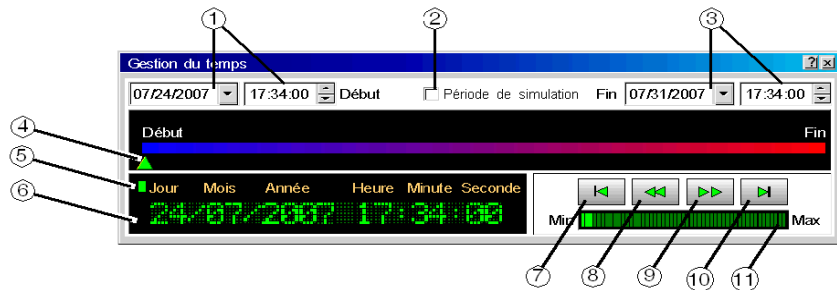 1 2 3
Gestion du temps
07/24/2007 17:34:00 Début Période de simulation Fin 07/31/2007 17:34:00
4
Début Fin
5
Jour Mois Année Heure Minute Seconde
6
24/07/2007 17:34:00
Min Max
7 8 9 10 11